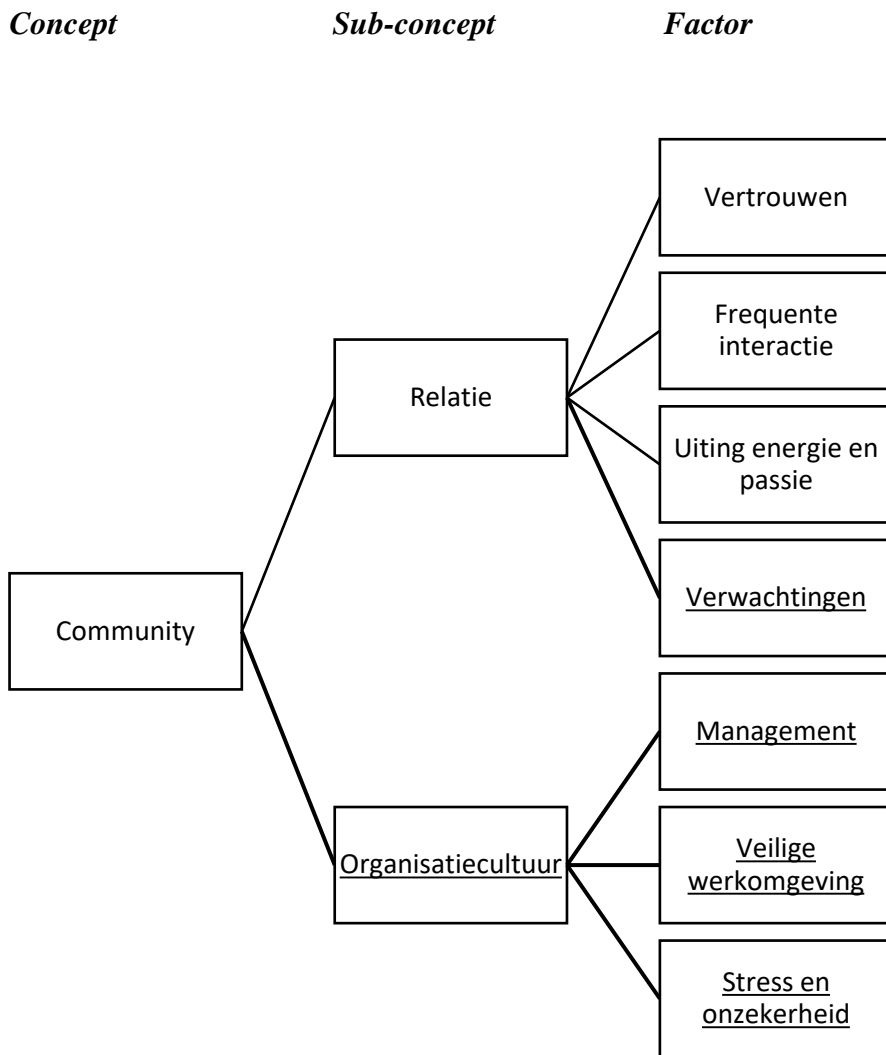 Concept Sub-concept Factor
Vertrouwen
Frequente
interactie
Relatie
Uiting energie en
passie
Verwachtingen
Community
Management
Organisatiecultuur
Veilige
werkomgeving
Stress en
onzekerheid